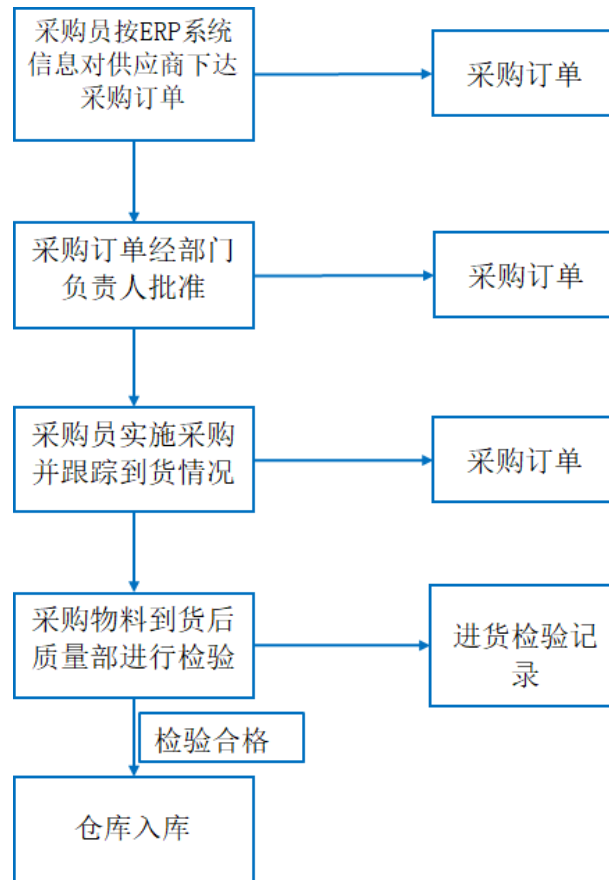 采购员按ERP系统
信息对供应商下达
采购订单
采购订单
采购订单经部门
负责人批准
采购订单
采购员实施采购
并跟踪到货情况
采购订单
采购物料到货后
质量部进行检验
进货检验记
录
检验合格
仓库入库